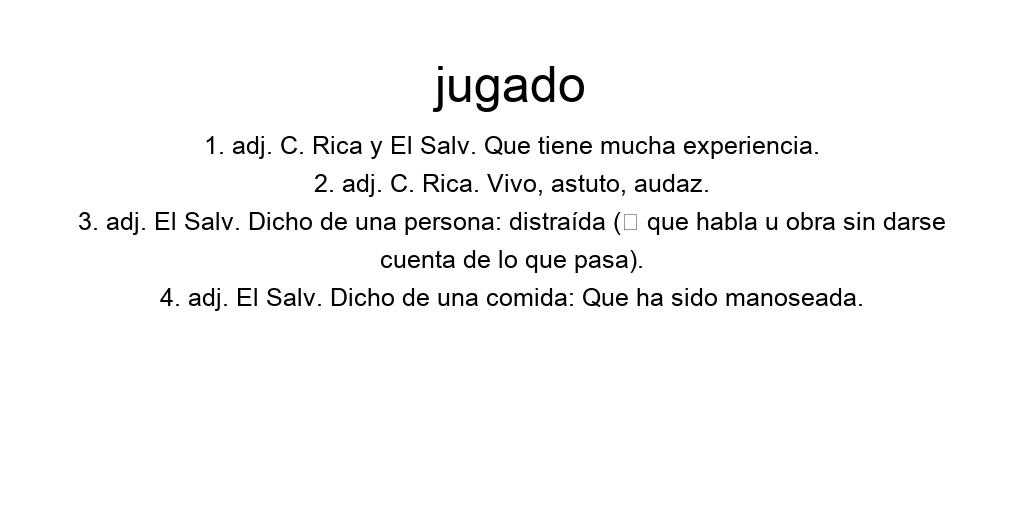 jugado
1. adj. C. Rica y El Salv. Que tiene mucha experiencia.
2. adj. C. Rica. Vivo, astuto, audaz.
3. adj. El Salv. Dicho de una persona: distraída (□ que habla u obra sin darse
cuenta de lo que pasa).
4. adj. El Salv. Dicho de una comida: Que ha sido manoseada.